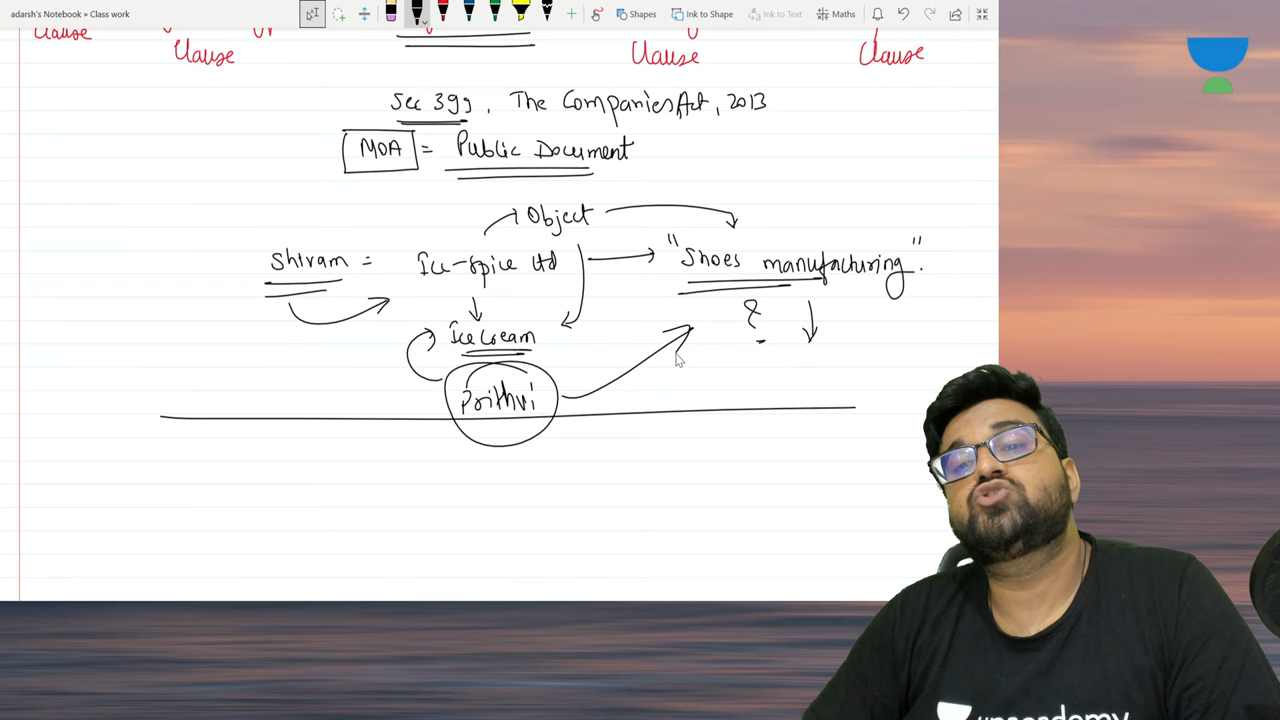 adarsh's Notebook » Class work
Shapes Ink to Shape Ink to Text Maths
Clause
Clause
Clause
Clause
Sec 399, The Companies Act, 2013
MOA = Public Document
Object
Shivam = Ice-spice ltd "Shoes manufacturing".
?
Ice Cream
Prithvi